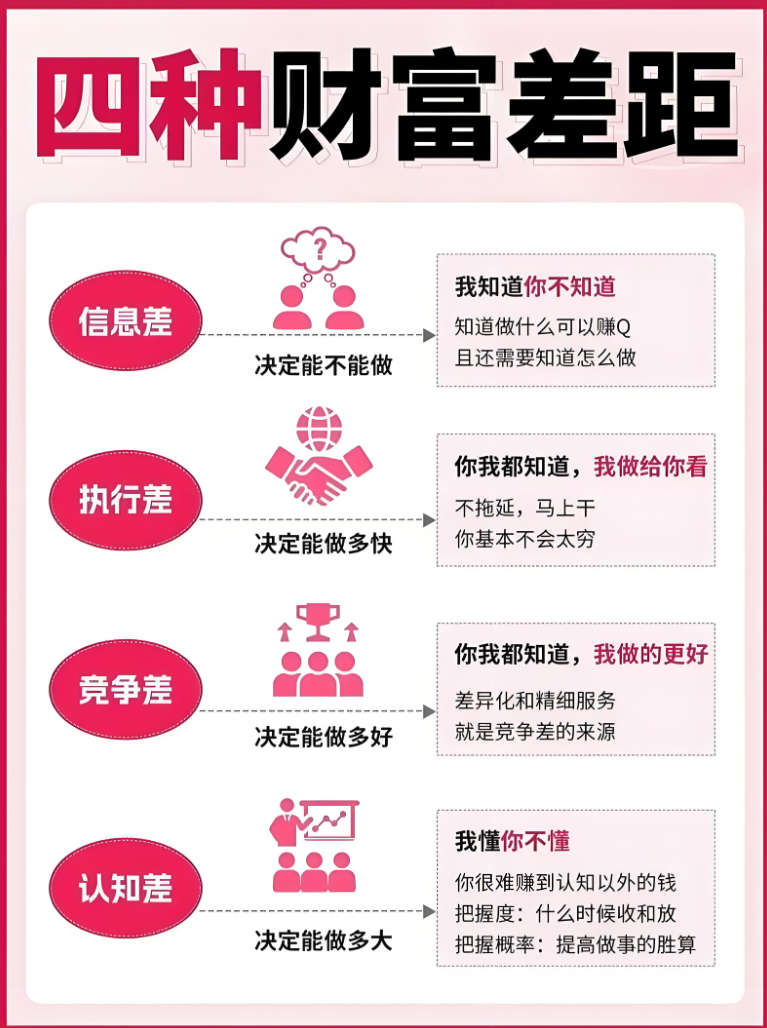 四种财富差距
信息差
?
决定能不能做
我知道你不知道
知道做什么可以赚Q
且还需要知道怎么做
执行差
决定能做多快
你我都知道，我做给你看
不拖延，马上干
你基本不会太穷
竞争差
决定能做多好
你我都知道，我做的更好
差异化和精细服务
就是竞争差的来源
认知差
决定能做多大
我懂你不懂
你很难赚到认知以外的钱
把握度：什么时候收和放
把握概率：提高做事的胜算